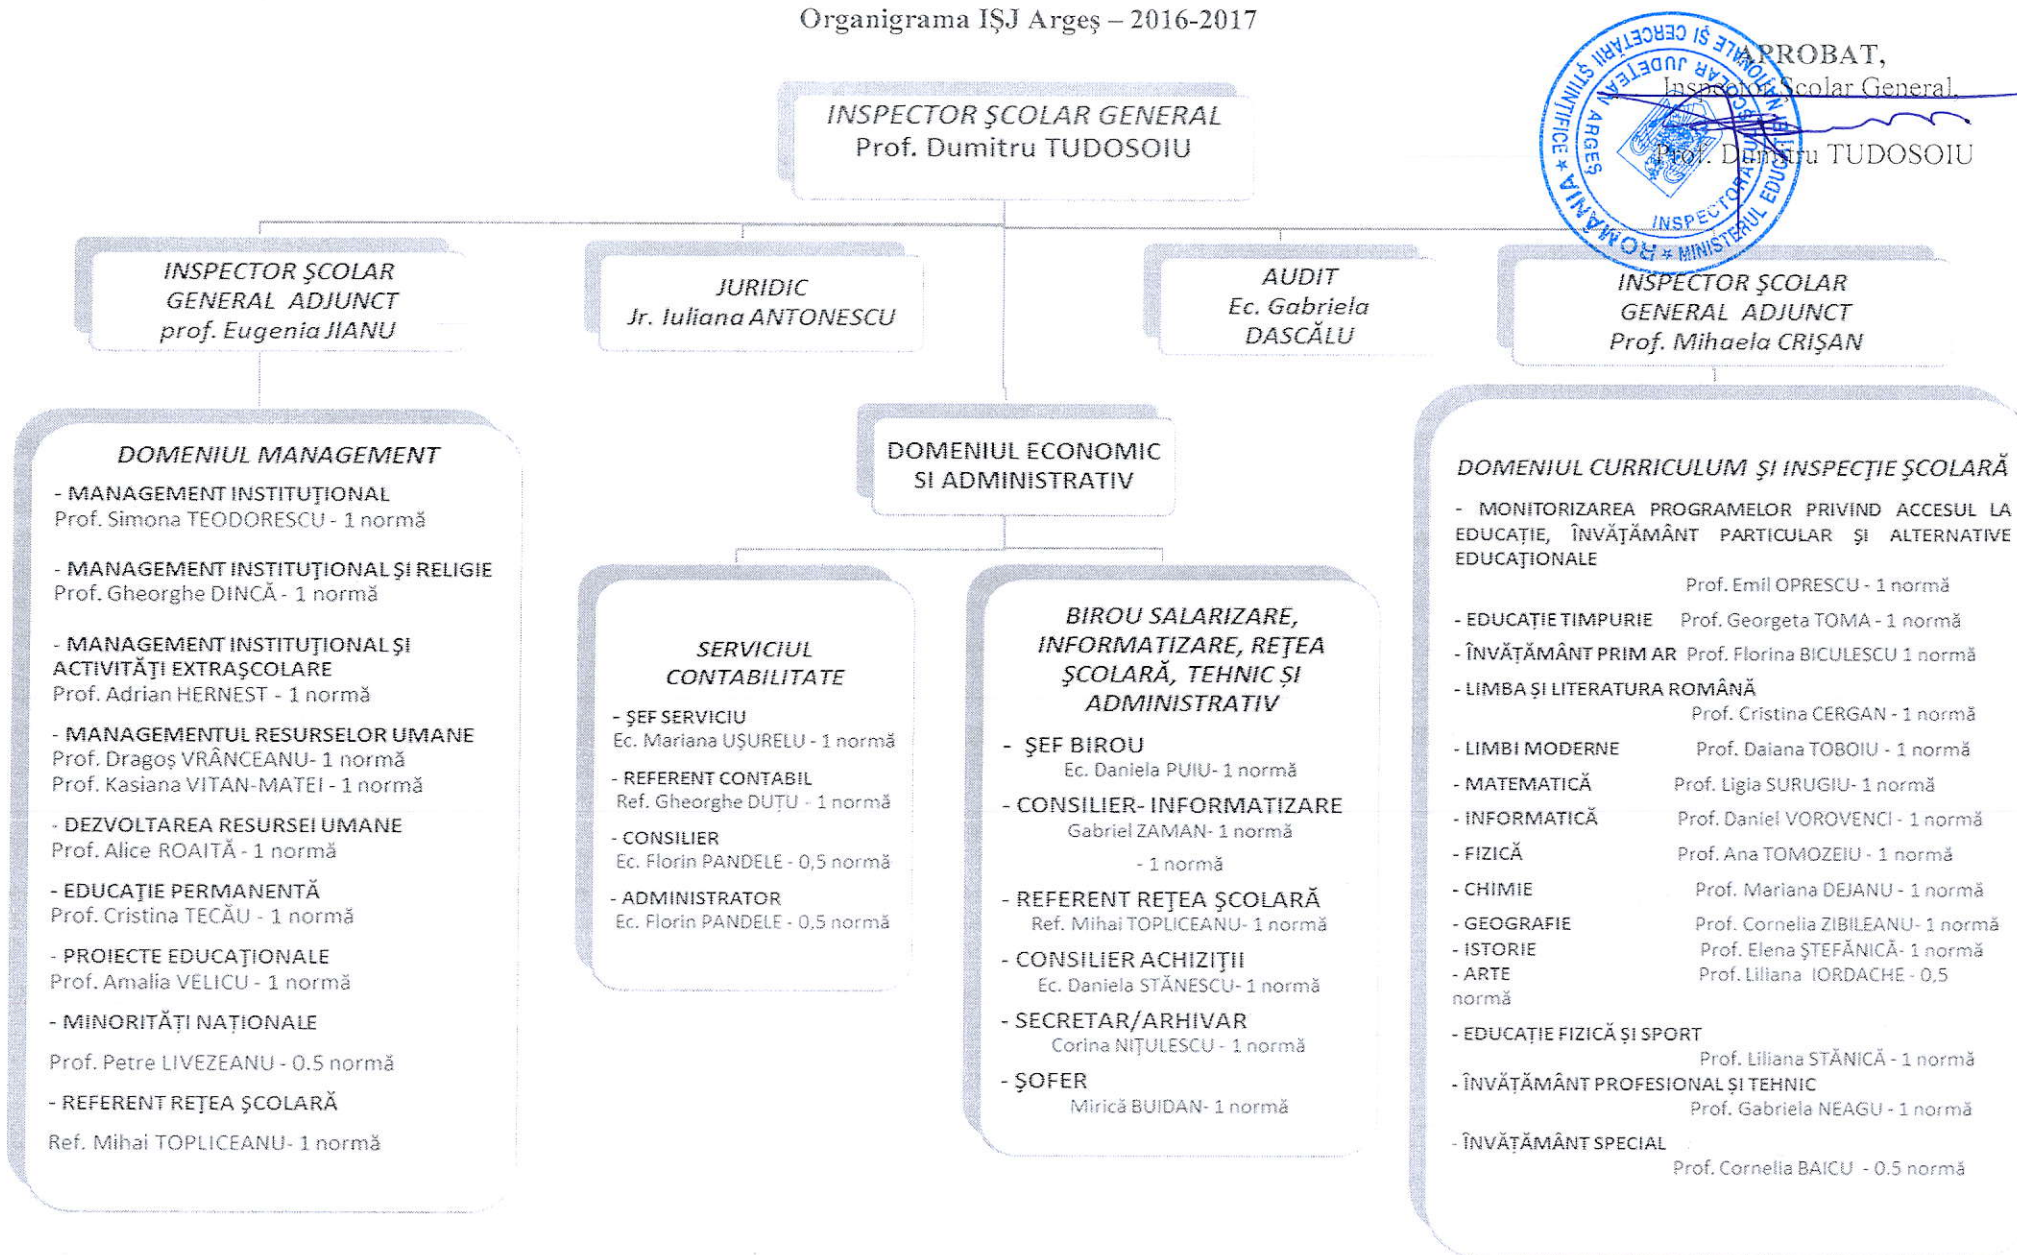 Organigrama IŞJ Argeş – 2016-2017
APROBAT,
Inspector Şcolar General,
Prof. Dumitru TUDOSOIU
ROMÂNIA * MINISTERUL EDUCAŢIEI NAŢIONALE ŞI CERCETĂRII ŞTIINŢIFICE *
INSPECTORATUL ŞCOLAR JUDEŢEAN ARGEŞ
INSPECTOR ŞCOLAR GENERAL
Prof. Dumitru TUDOSOIU
INSPECTOR ŞCOLAR
GENERAL ADJUNCT
prof. Eugenia JIANU
JURIDIC
Jr. Iuliana ANTONESCU
AUDIT
Ec. Gabriela
DASCĂLU
INSPECTOR ŞCOLAR
GENERAL ADJUNCT
Prof. Mihaela CRIŞAN
DOMENIUL MANAGEMENT
- MANAGEMENT INSTITUŢIONAL
Prof. Simona TEODORESCU - 1 normă
- MANAGEMENT INSTITUŢIONAL ŞI RELIGIE
Prof. Gheorghe DINCĂ - 1 normă
- MANAGEMENT INSTITUŢIONAL ŞI
ACTIVITĂŢI EXTRAŞCOLARE
Prof. Adrian HERNEST - 1 normă
- MANAGEMENTUL RESURSELOR UMANE
Prof. Dragoş VRÂNCEANU- 1 normă
Prof. Kasiana VITAN-MATEI - 1 normă
- DEZVOLTAREA RESURSEI UMANE
Prof. Alice ROAITĂ - 1 normă
- EDUCAŢIE PERMANENTĂ
Prof. Cristina TECĂU - 1 normă
- PROIECTE EDUCAŢIONALE
Prof. Amalia VELICU - 1 normă
- MINORITĂŢI NAŢIONALE
Prof. Petre LIVEZEANU - 0.5 normă
- REFERENT REŢEA ŞCOLARĂ
Ref. Mihai TOPLICEANU- 1 normă
DOMENIUL ECONOMIC
SI ADMINISTRATIV
SERVICIUL
CONTABILITATE
- ŞEF SERVICIU
Ec. Mariana UŞURELU - 1 normă
- REFERENT CONTABIL
Ref. Gheorghe DUŢU - 1 normă
- CONSILIER
Ec. Florin PANDELE - 0,5 normă
- ADMINISTRATOR
Ec. Florin PANDELE - 0,5 normă
BIROU SALARIZARE,
INFORMATIZARE, REŢEA
ŞCOLARĂ, TEHNIC ŞI
ADMINISTRATIV
- ŞEF BIROU
Ec. Daniela PUIU- 1 normă
- CONSILIER- INFORMATIZARE
Gabriel ZAMAN- 1 normă
- 1 normă
- REFERENT REŢEA ŞCOLARĂ
Ref. Mihai TOPLICEANU- 1 normă
- CONSILIER ACHIZIŢII
Ec. Daniela STĂNESCU- 1 normă
- SECRETAR/ARHIVAR
Corina NIŢULESCU - 1 normă
- ŞOFER
Mirică BUIDAN- 1 normă
DOMENIUL CURRICULUM ŞI INSPECŢIE ŞCOLARĂ
- MONITORIZAREA PROGRAMELOR PRIVIND ACCESUL LA
EDUCAŢIE, ÎNVĂŢĂMÂNT PARTICULAR ŞI ALTERNATIVE
EDUCAŢIONALE
Prof. Emil OPRESCU - 1 normă
- EDUCAŢIE TIMPURIE Prof. Georgeta TOMA - 1 normă
- ÎNVĂŢĂMÂNT PRIMAR Prof. Florina BICULESCU 1 normă
- LIMBA ŞI LITERATURA ROMÂNĂ
Prof. Cristina CERGAN - 1 normă
- LIMBI MODERNE Prof. Daiana TOBOIU - 1 normă
- MATEMATICĂ Prof. Ligia SURUGIU- 1 normă
- INFORMATICĂ Prof. Daniel VOROVENCI - 1 normă
- FIZICĂ Prof. Ana TOMOZEIU - 1 normă
- CHIMIE Prof. Mariana DEJANU - 1 normă
- GEOGRAFIE Prof. Cornelia ZIBILEANU- 1 normă
- ISTORIE Prof. Elena ŞTEFĂNICĂ- 1 normă
- ARTE Prof. Liliana IORDACHE - 0,5
normă
- EDUCAŢIE FIZICĂ ŞI SPORT
Prof. Liliana STĂNICĂ - 1 normă
- ÎNVĂŢĂMÂNT PROFESIONAL ŞI TEHNIC
Prof. Gabriela NEAGU - 1 normă
- ÎNVĂŢĂMÂNT SPECIAL
Prof. Cornelia BAICU - 0.5 normă